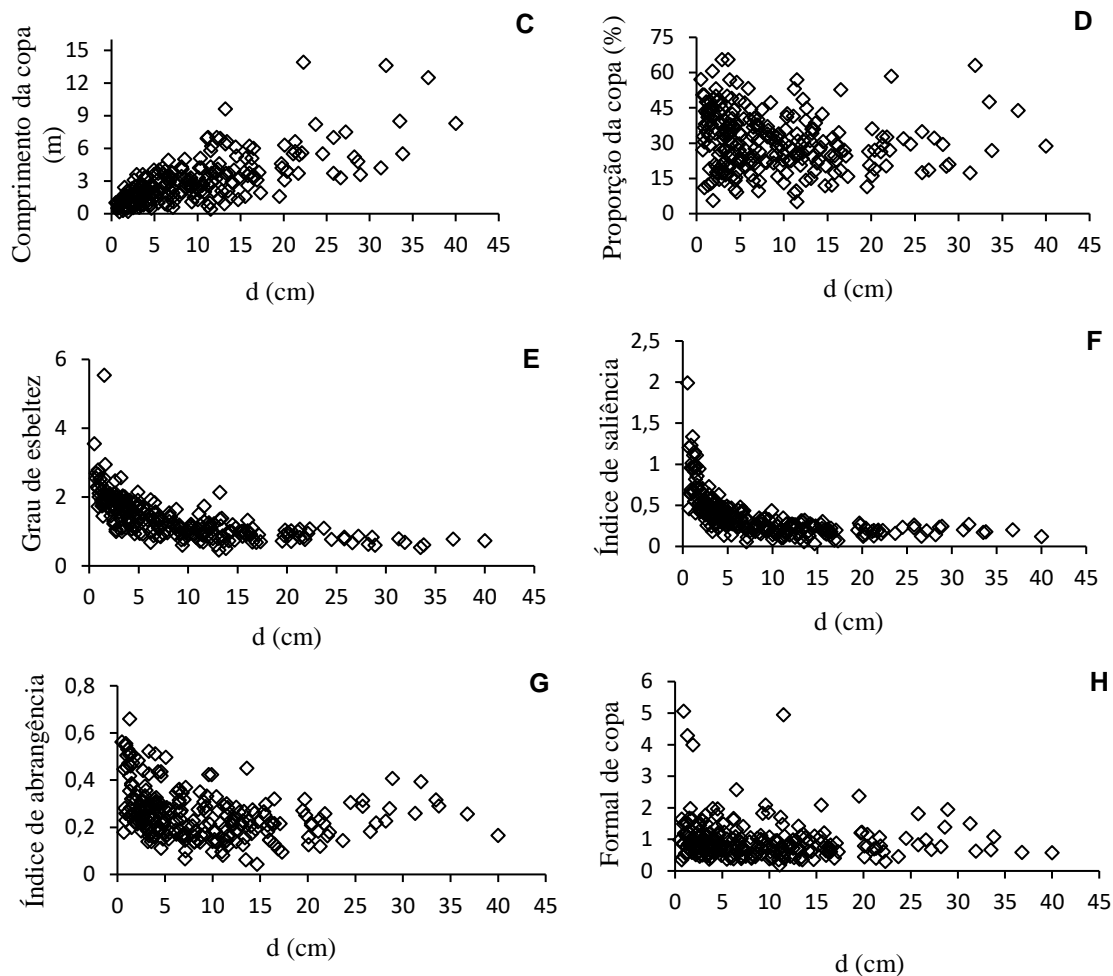 C
Comprimento da copa
(m)
15
12
9
6
3
0
0 5 10 15 20 25 30 35 40 45
d (cm)
D
Proporção da copa (%)
75
60
45
30
15
0
0 5 10 15 20 25 30 35 40 45
d (cm)
E
Grau de esbeltez
6
4
2
0
0 5 10 15 20 25 30 35 40 45
d (cm)
F
Índice de saliência
2,5
2
1,5
1
0,5
0
0 5 10 15 20 25 30 35 40 45
d (cm)
G
Índice de abrangência
0,8
0,6
0,4
0,2
0
0 5 10 15 20 25 30 35 40 45
d (cm)
H
Formal de copa
6
5
4
3
2
1
0
0 5 10 15 20 25 30 35 40 45
d (cm)